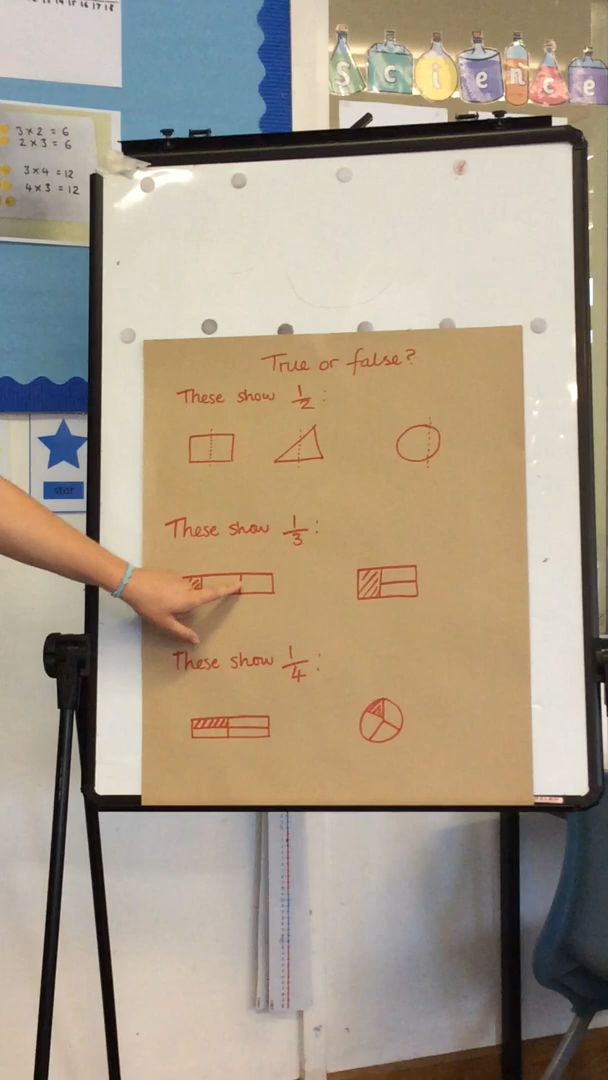 3 x 2 = 6
2 x 3 = 6
3 x 4 = 12
4 x 3 = 12
Science
star
True or false?
These show 1/2 :
These show 1/3 :
These show 1/4 :